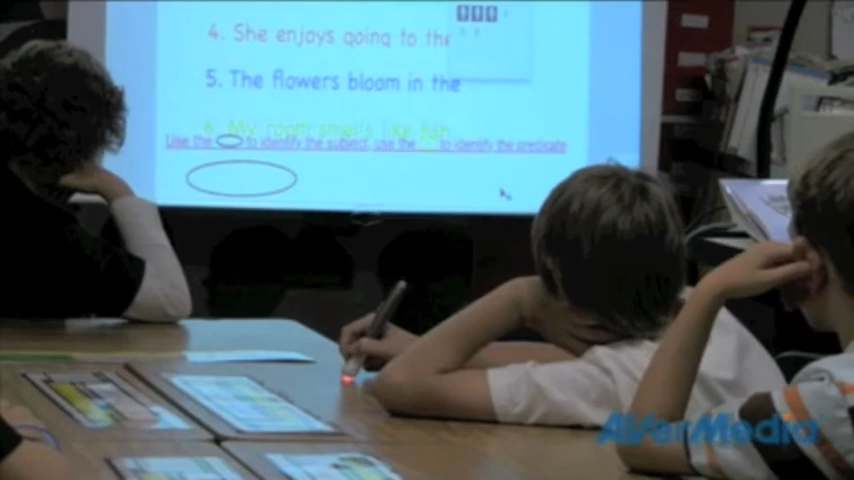 4. She enjoys going to the
5. The flowers bloom in the
6. My room smells like fun
Use the to identify the subject, use the to identify the predicate
AVerMedia